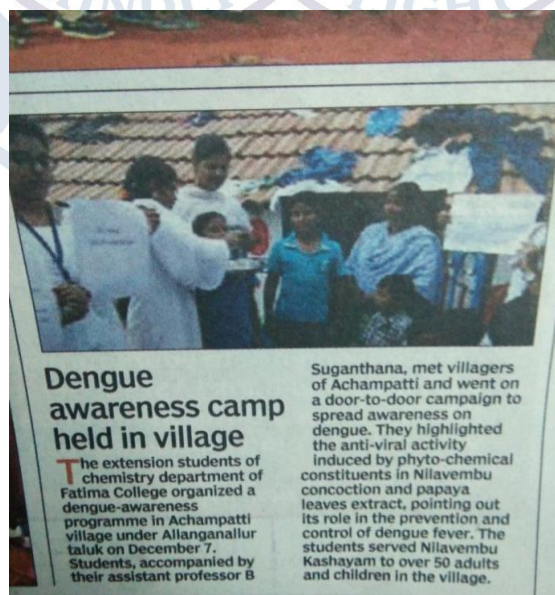 Dengue
awareness camp
held in village
The extension students of
chemistry department of
Fatima College organized a
dengue-awareness
programme in Achampatti
village under Allanganallur
taluk on December 7.
Students, accompanied by
their assistant professor B
Suganthana, met villagers
of Achampatti and went on
a door-to-door campaign to
spread awareness on
dengue. They highlighted
the anti-viral activity
induced by phyto-chemical
constituents in Nilavembu
concoction and papaya
leaves extract, pointing out
its role in the prevention and
control of dengue fever. The
students served Nilavembu
Kashayam to over 50 adults
and children in the village.